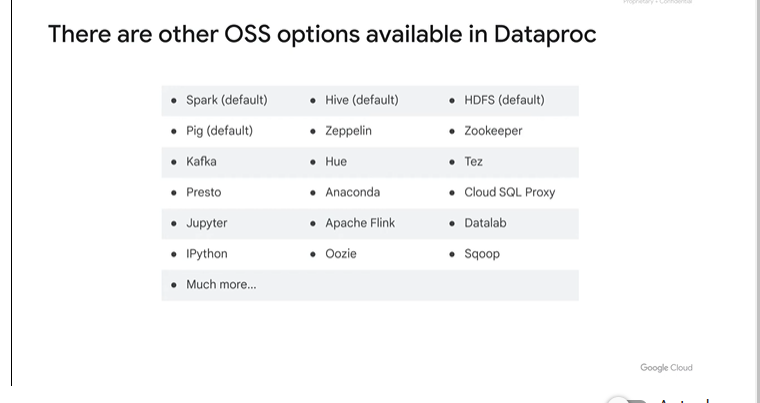 Proprietary + Confidential
There are other OSS options available in Dataproc
● Spark (default) ● Hive (default) ● HDFS (default)
● Pig (default) ● Zeppelin ● Zookeeper
● Kafka ● Hue ● Tez
● Presto ● Anaconda ● Cloud SQL Proxy
● Jupyter ● Apache Flink ● Datalab
● IPython ● Oozie ● Sqoop
● Much more...
Google Cloud